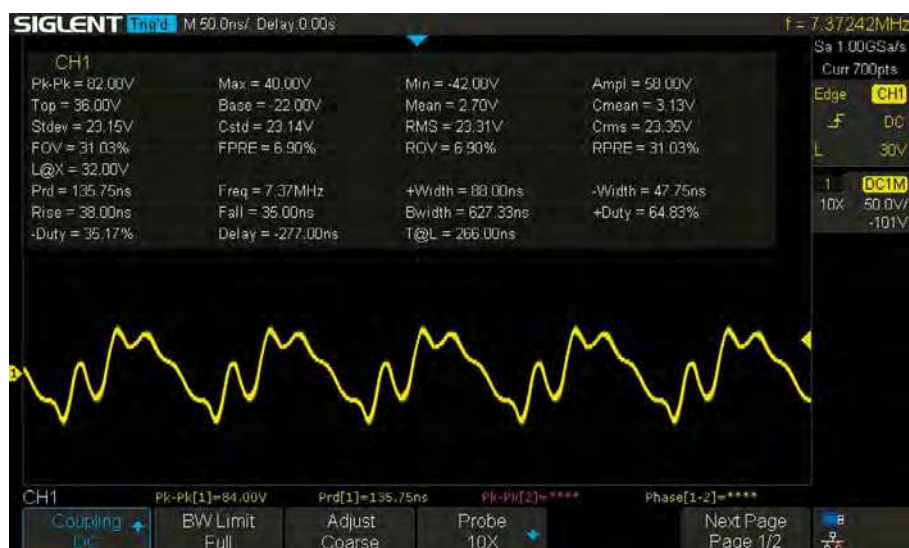 SIGLENT Trig'd M 50.0ns/ Delay:0.00s f = 7.37242MHz
Sa 1.00GSa/s
Curr 700pts
CH1
Pk-Pk = 82.00V Max = 40.00V Min = -42.00V Ampl = 58.00V
Top = 36.00V Base = -22.00V Mean = 2.70V Cmean = 3.13V
Stdev = 23.15V Cstd = 23.14V RMS = 23.31V Crms = 23.35V
FOV = 31.03% FPRE = 6.90% ROV = 6.90% RPRE = 31.03%
L@X = 32.00V
Prd = 135.75ns Freq = 7.37MHz +Width = 88.00ns -Width = 47.75ns
Rise = 38.00ns Fall = 35.00ns Bwidth = 627.33ns +Duty = 64.83%
-Duty = 35.17% Delay = -277.00ns T@L = 266.00ns
Edge CH1
DC
L 30V
1 DC1M
10X 50.0V/
-101V
1
CH1 Pk-Pk[1]=84.00V Prd[1]=135.75ns Pk-Pk[2]=**** Phase[1-2]=****
Coupling BW Limit Adjust Probe Next Page
DC Full Coarse 10X Page 1/2